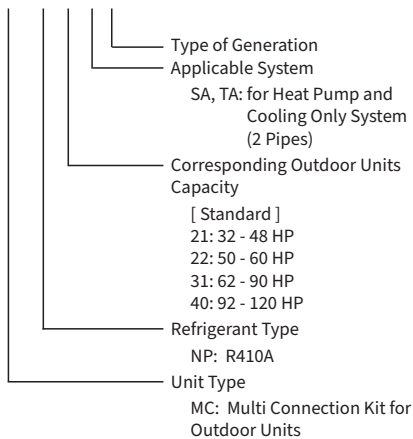 Type of Generation
Applicable System
SA, TA: for Heat Pump and
Cooling Only System
(2 Pipes)
Corresponding Outdoor Units
Capacity
[ Standard ]
21: 32 - 48 HP
22: 50 - 60 HP
31: 62 - 90 HP
40: 92 - 120 HP
Refrigerant Type
NP: R410A
Unit Type
MC: Multi Connection Kit for
Outdoor Units